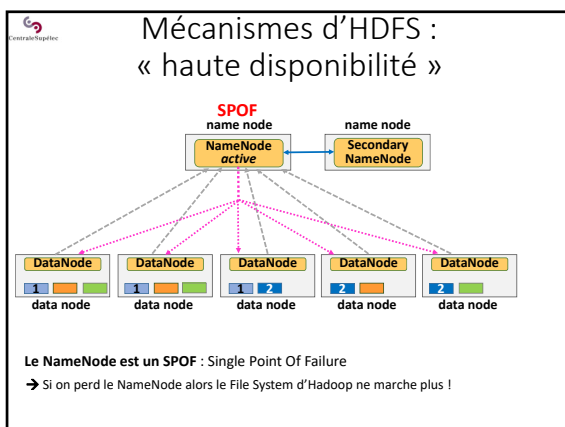 CentraleSupélec
Mécanismes d’HDFS :
« haute disponibilité »
SPOF
name node
name node
NameNode
active
Secondary
NameNode
DataNode
DataNode
DataNode
DataNode
DataNode
1
1
1 2
2
2
data node
data node
data node
data node
data node
Le NameNode est un SPOF : Single Point Of Failure
➔ Si on perd le NameNode alors le File System d’Hadoop ne marche plus !